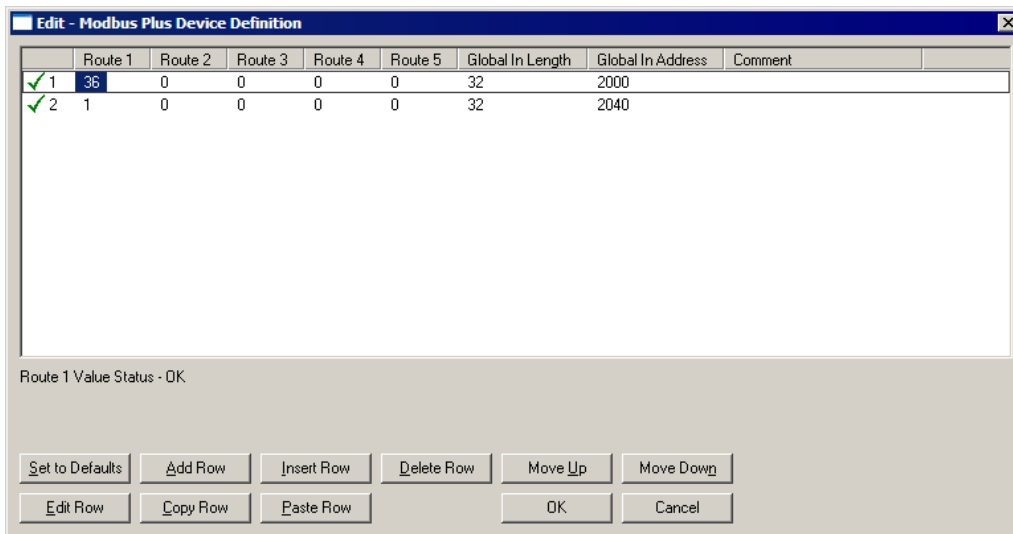 Edit - Modbus Plus Device Definition
Route 1 Route 2 Route 3 Route 4 Route 5 Global In Length Global In Address Comment
1 36 0 0 0 0 32 2000
2 1 0 0 0 0 32 2040
Route 1 Value Status - OK
Set to Defaults Add Row Insert Row Delete Row Move Up Move Down
Edit Row Copy Row Paste Row OK Cancel